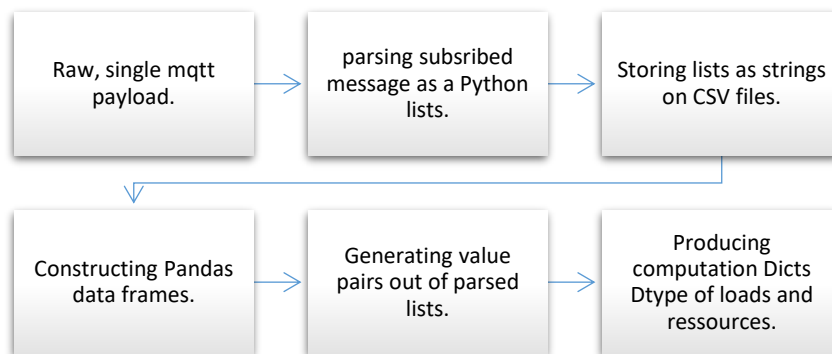 Raw, single mqtt
payload.
parsing subsribed
message as a Python
lists.
Storing lists as strings
on CSV files.
Constructing Pandas
data frames.
Generating value
pairs out of parsed
lists.
Producing
computation Dicts
Dtype of loads and
ressources.